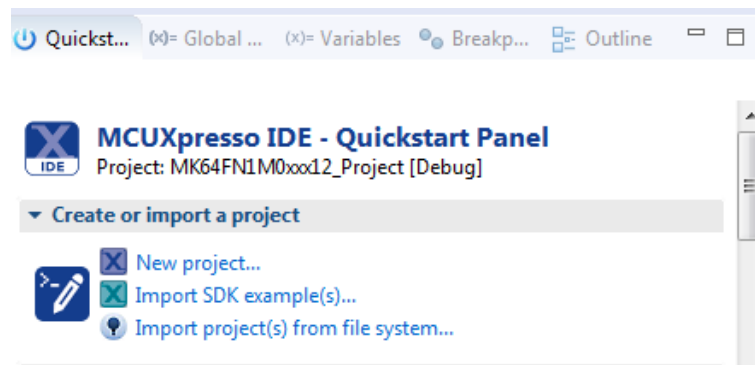 Quickst... (x)= Global ... (x)= Variables Breakp... Outline
X
IDE
MCUXpresso IDE - Quickstart Panel
Project: MK64FN1M0xxx12_Project [Debug]
Create or import a project
New project...
Import SDK example(s)...
Import project(s) from file system...